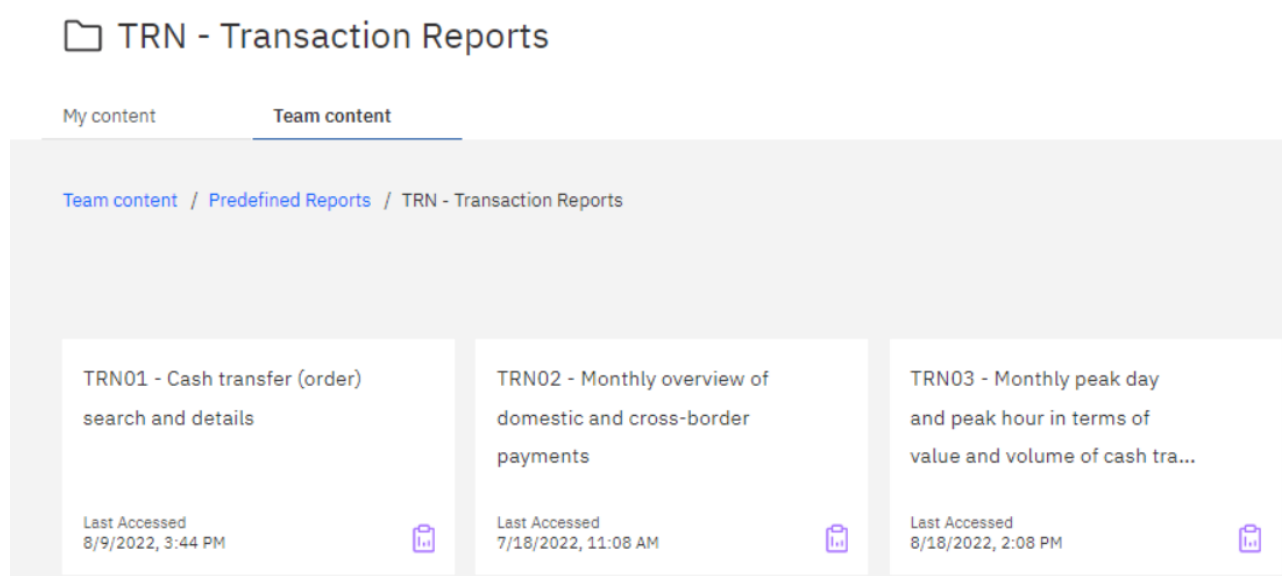 TRN - Transaction Reports
My content
Team content
Team content / Predefined Reports / TRN - Transaction Reports
TRN01 - Cash transfer (order)
search and details
Last Accessed
8/9/2022, 3:44 PM
TRN02 - Monthly overview of
domestic and cross-border
payments
Last Accessed
7/18/2022, 11:08 AM
TRN03 - Monthly peak day
and peak hour in terms of
value and volume of cash tra...
Last Accessed
8/18/2022, 2:08 PM